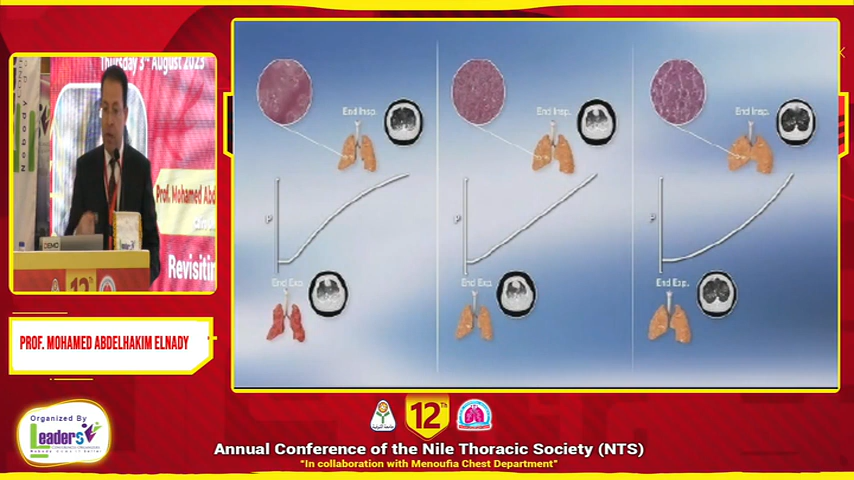 Thursday 3rd August 2023
Nobody
Prof. Mohamed Abd
Revisitin
DEMO
12Th
End Insp.
End Insp.
End Insp.
P
P
P
End Exp.
End Exp.
End Exp.
PROF. MOHAMED ABDELHAKIM ELNADY
Organized By
Leaders
12Th
Annual Conference of the Nile Thoracic Society (NTS)
"In collaboration with Menoufia Chest Department"